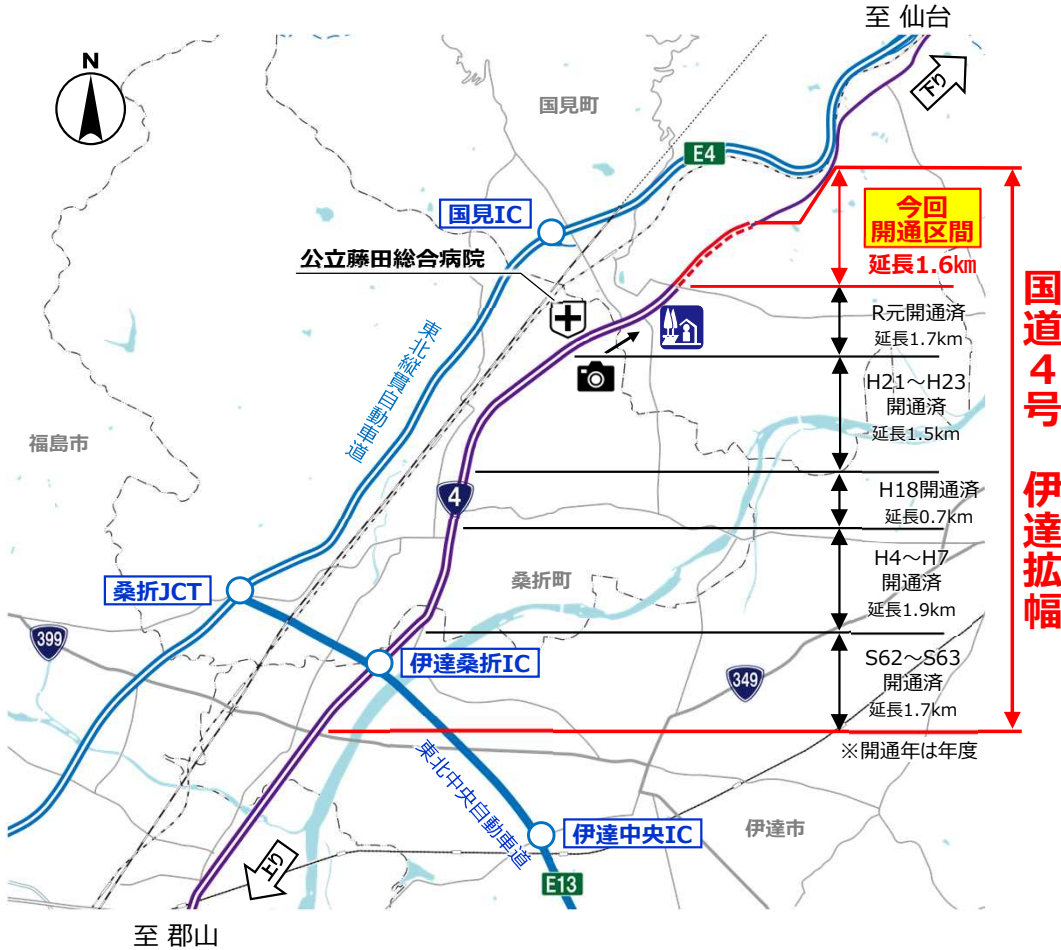 至 仙台
下り
N
国見町
E4
国見IC
今回
開通区間
延長1.6km
公立藤田総合病院
R元開通済
延長1.7km
東北縦貫自動車道
H21～H23
開通済
延長1.5km
国道4号 伊達拡幅
福島市
4
H18開通済
延長0.7km
桑折JCT
桑折町
H4～H7
開通済
延長1.9km
399
伊達桑折IC
349
S62～S63
開通済
延長1.7km
※開通年は年度
東北中央自動車道
伊達中央IC
伊達市
上り
E13
至 郡山